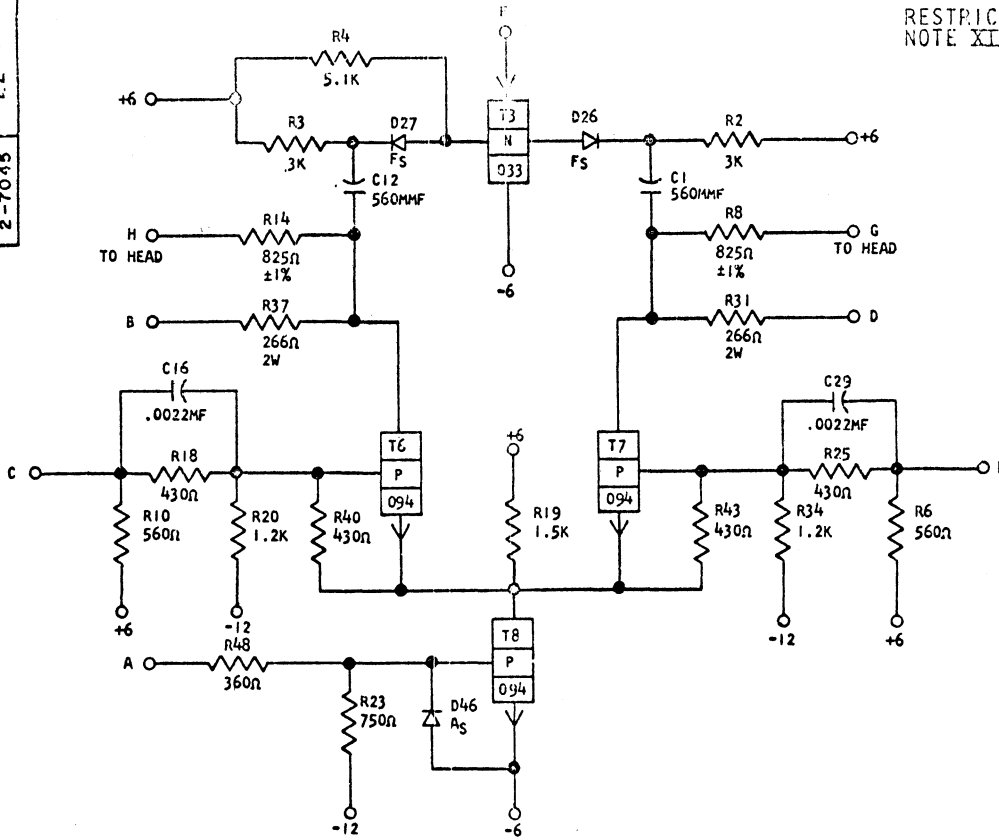 RESTRIC
NOTE XII
2-7045
R4
5.1K
+6
R3
3K
D27
FS
T3
N
033
D26
FS
R2
3K
+6
C12
560MMF
C1
560MMF
H
TO HEAD
R14
825Ω
±1%
-6
R8
825Ω
±1%
G
TO HEAD
B
R37
266Ω
2W
R31
266Ω
2W
D
C16
.0022MF
C29
.0022MF
C
R18
430Ω
T6
P
094
+6
T7
P
094
R25
430Ω
R10
560Ω
R20
1.2K
R40
430Ω
R19
1.5K
R43
430Ω
R34
1.2K
R6
560Ω
+6
-12
-12
+6
A
R48
360Ω
T8
P
094
R23
750Ω
D46
AS
-12
-6